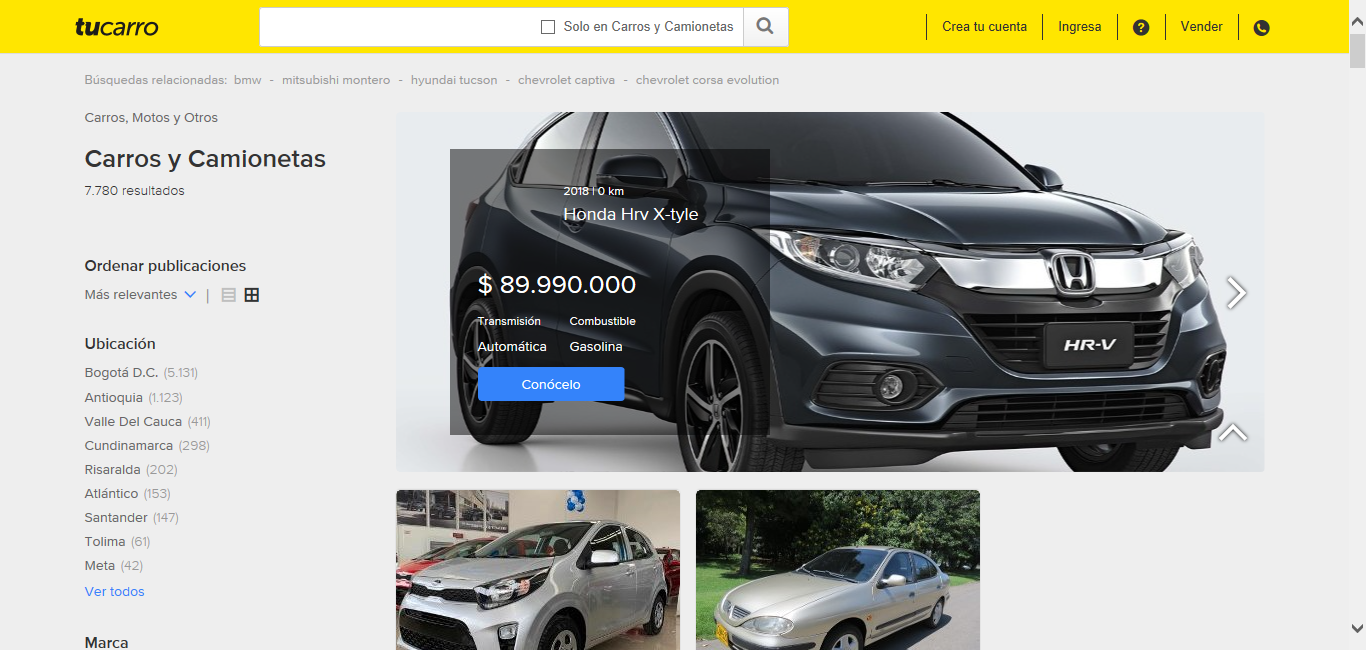 tucarro
Solo en Carros y Camionetas
Crea tu cuenta
Ingresa
?
Vender
Búsquedas relacionadas: bmw - mitsubishi montero - hyundai tucson - chevrolet captiva - chevrolet corsa evolution
Carros, Motos y Otros
Carros y Camionetas
7.780 resultados
Ordenar publicaciones
Más relevantes |
Ubicación
Bogotá D.C. (5.131)
Antioquia (1.123)
Valle Del Cauca (411)
Cundinamarca (298)
Risaralda (202)
Atlántico (153)
Santander (147)
Tolima (61)
Meta (42)
Ver todos
Marca
2018 | 0 km
Honda Hrv X-tyle
$ 89.990.000
Transmisión Combustible
Automática Gasolina
Conócelo
HR-V